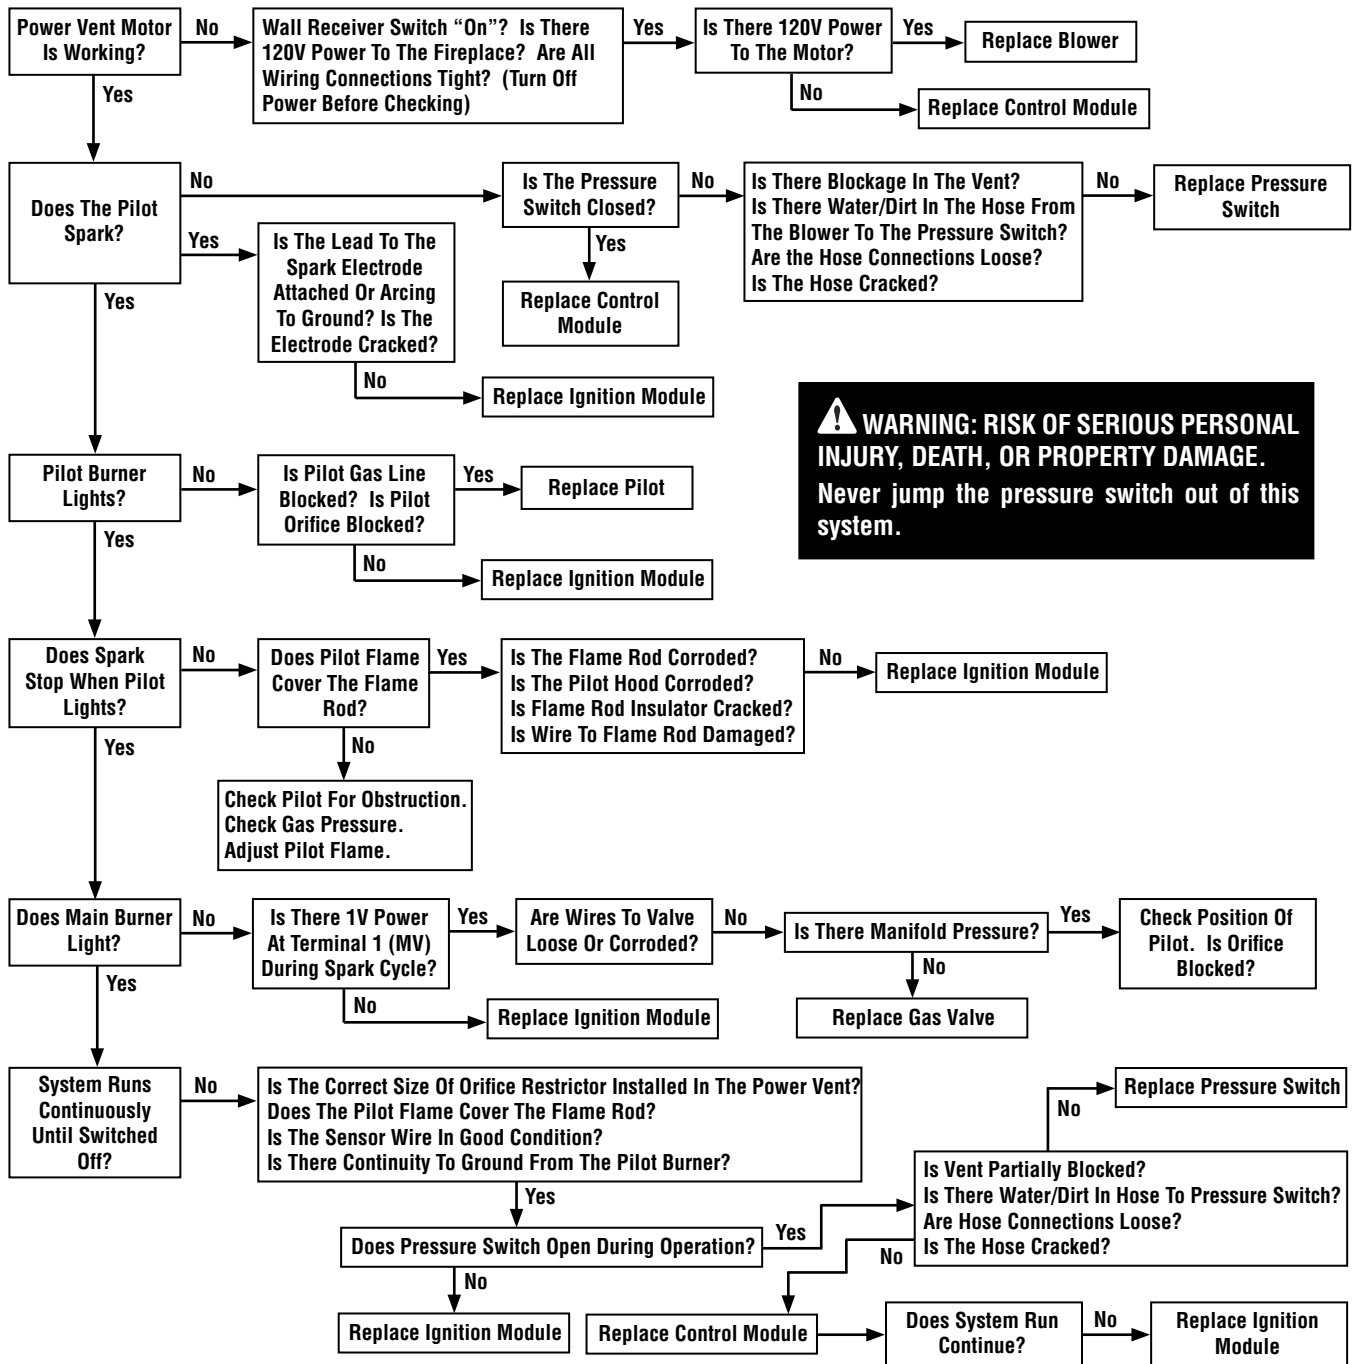 Power Vent Motor
Is Working?
No
Wall Receiver Switch “On”? Is There
120V Power To The Fireplace? Are All
Wiring Connections Tight? (Turn Off
Power Before Checking)
Yes
Is There 120V Power
To The Motor?
Yes
Replace Blower
No
Replace Control Module
Yes
Does The Pilot
Spark?
No
Is The Pressure
Switch Closed?
No
Is There Blockage In The Vent?
Is There Water/Dirt In The Hose From
The Blower To The Pressure Switch?
Are the Hose Connections Loose?
Is The Hose Cracked?
No
Replace Pressure
Switch
Yes
Replace Control
Module
Yes
Is The Lead To The
Spark Electrode
Attached Or Arcing
To Ground? Is The
Electrode Cracked?
No
Replace Ignition Module
Yes
WARNING: RISK OF SERIOUS PERSONAL
INJURY, DEATH, OR PROPERTY DAMAGE.
Never jump the pressure switch out of this
system.
Pilot Burner
Lights?
No
Is Pilot Gas Line
Blocked? Is Pilot
Orifice Blocked?
Yes
Replace Pilot
No
Replace Ignition Module
Yes
Does Spark
Stop When Pilot
Lights?
No
Does Pilot Flame
Cover The Flame
Rod?
Yes
Is The Flame Rod Corroded?
Is The Pilot Hood Corroded?
Is Flame Rod Insulator Cracked?
Is Wire To Flame Rod Damaged?
No
Replace Ignition Module
No
Check Pilot For Obstruction.
Check Gas Pressure.
Adjust Pilot Flame.
Yes
Does Main Burner
Light?
No
Is There 1V Power
At Terminal 1 (MV)
During Spark Cycle?
Yes
Are Wires To Valve
Loose Or Corroded?
No
Is There Manifold Pressure?
Yes
Check Position Of
Pilot. Is Orifice
Blocked?
No
Replace Gas Valve
No
Replace Ignition Module
Yes
System Runs
Continuously
Until Switched
Off?
No
Is The Correct Size Of Orifice Restrictor Installed In The Power Vent?
Does The Pilot Flame Cover The Flame Rod?
Is The Sensor Wire In Good Condition?
Is There Continuity To Ground From The Pilot Burner?
Yes
Does Pressure Switch Open During Operation?
Yes
Is Vent Partially Blocked?
Is There Water/Dirt In Hose To Pressure Switch?
Are Hose Connections Loose?
Is The Hose Cracked?
No
Replace Pressure Switch
No
Replace Ignition Module
No
Replace Control Module
Does System Run
Continue?
No
Replace Ignition
Module